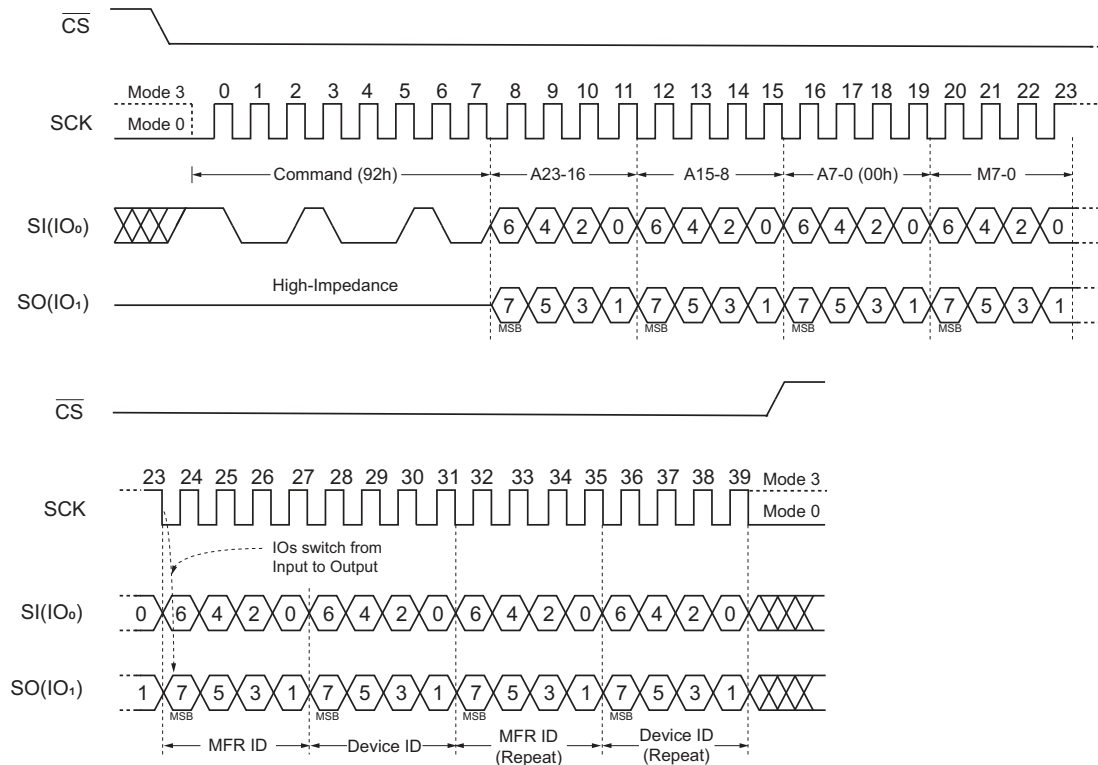 CS
Mode 3 0 1 2 3 4 5 6 7 8 9 10 11 12 13 14 15 16 17 18 19 20 21 22 23
SCK Mode 0
Command (92h) A23-16 A15-8 A7-0 (00h) M7-0
SI(IO₀) 6 4 2 0 6 4 2 0 6 4 2 0 6 4 2 0
High-Impedance
SO(IO₁) 7 5 3 1 7 5 3 1 7 5 3 1 7 5 3 1
MSB MSB MSB MSB
CS
23 24 25 26 27 28 29 30 31 32 33 34 35 36 37 38 39 Mode 3
SCK Mode 0
IOs switch from
Input to Output
SI(IO₀) 0 6 4 2 0 6 4 2 0 6 4 2 0 6 4 2 0
SO(IO₁) 1 7 5 3 1 7 5 3 1 7 5 3 1 7 5 3 1
MSB MSB MSB MSB
MFR ID Device ID MFR ID Device ID
(Repeat) (Repeat)